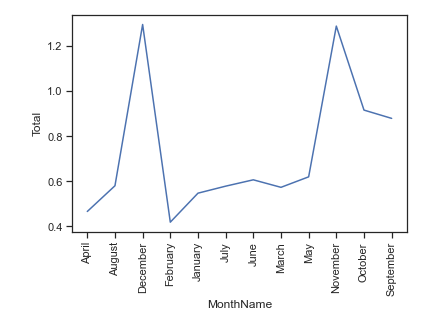 1.2
1.0
0.8
0.6
0.4
Total
April
August
December
February
January
July
June
March
May
November
October
September
MonthName